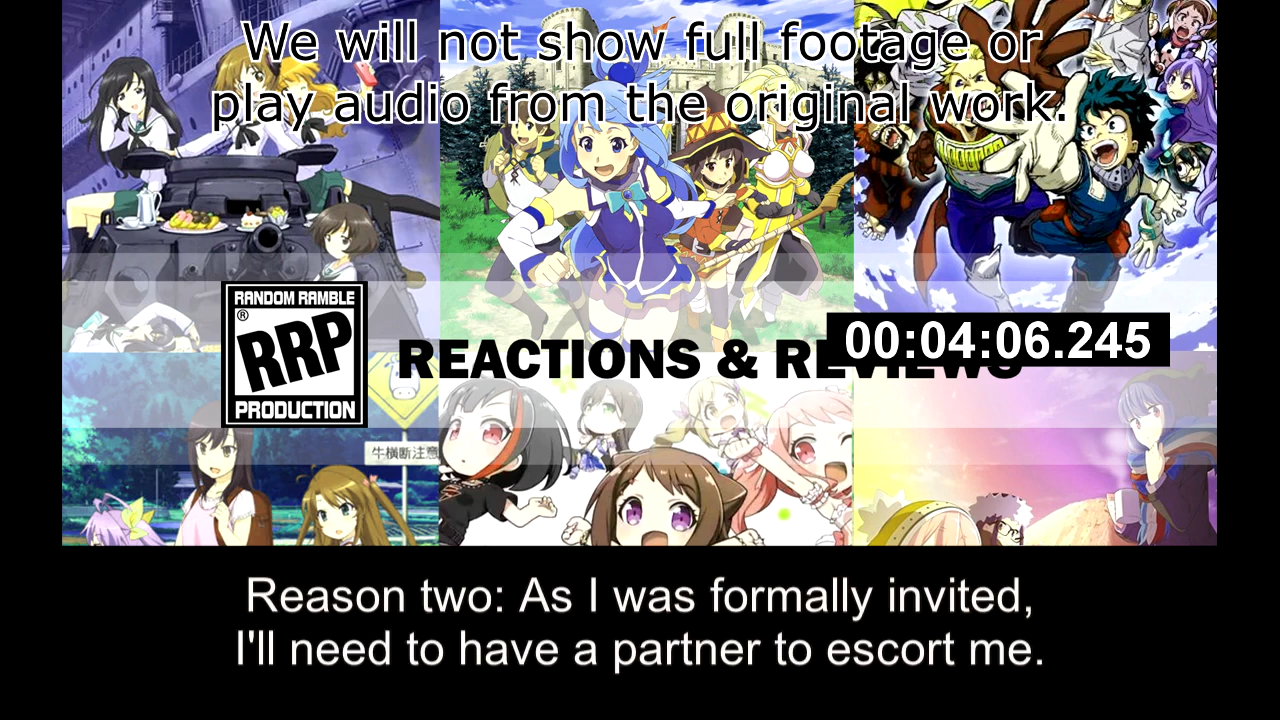 We will not show full footage or
play audio from the original work.
RANDOM RAMBLE
®
RRP
PRODUCTION
REACTIONS & REVIEWS
00:04:06.245
牛横断注意
Reason two: As I was formally invited,
I'll need to have a partner to escort me.